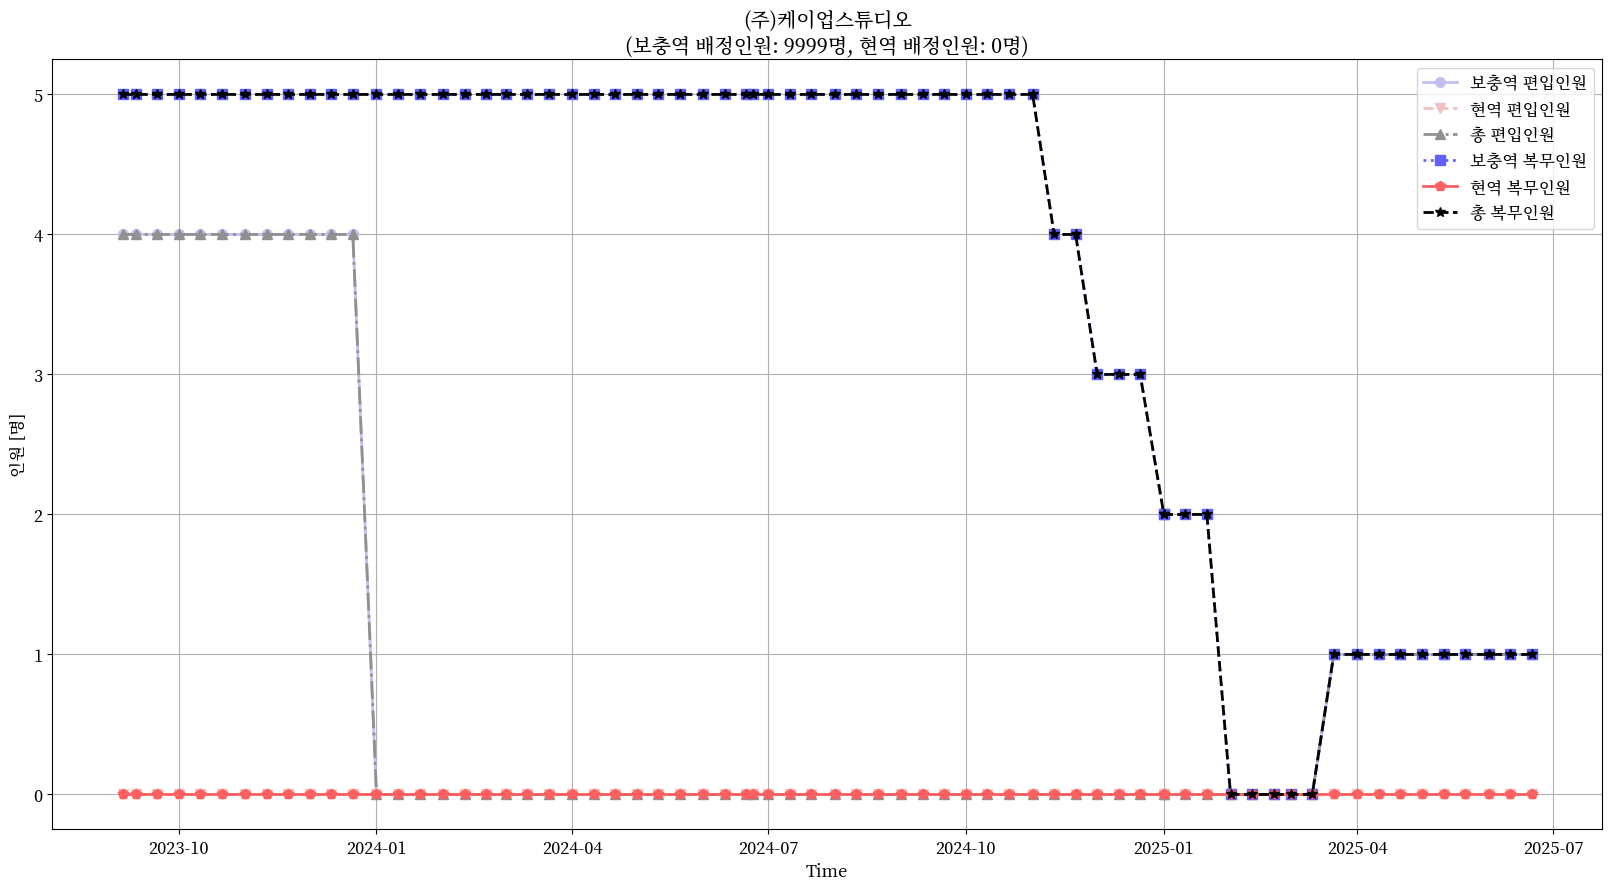 (주)케이업스튜디오
(보충역 배정인원: 9999명, 현역 배정인원: 0명)
보충역 편입인원
현역 편입인원
총 편입인원
보충역 복무인원
현역 복무인원
총 복무인원
인원 [명]
5
4
3
2
1
0
2023-10
2024-01
2024-04
2024-07
2024-10
2025-01
2025-04
2025-07
Time